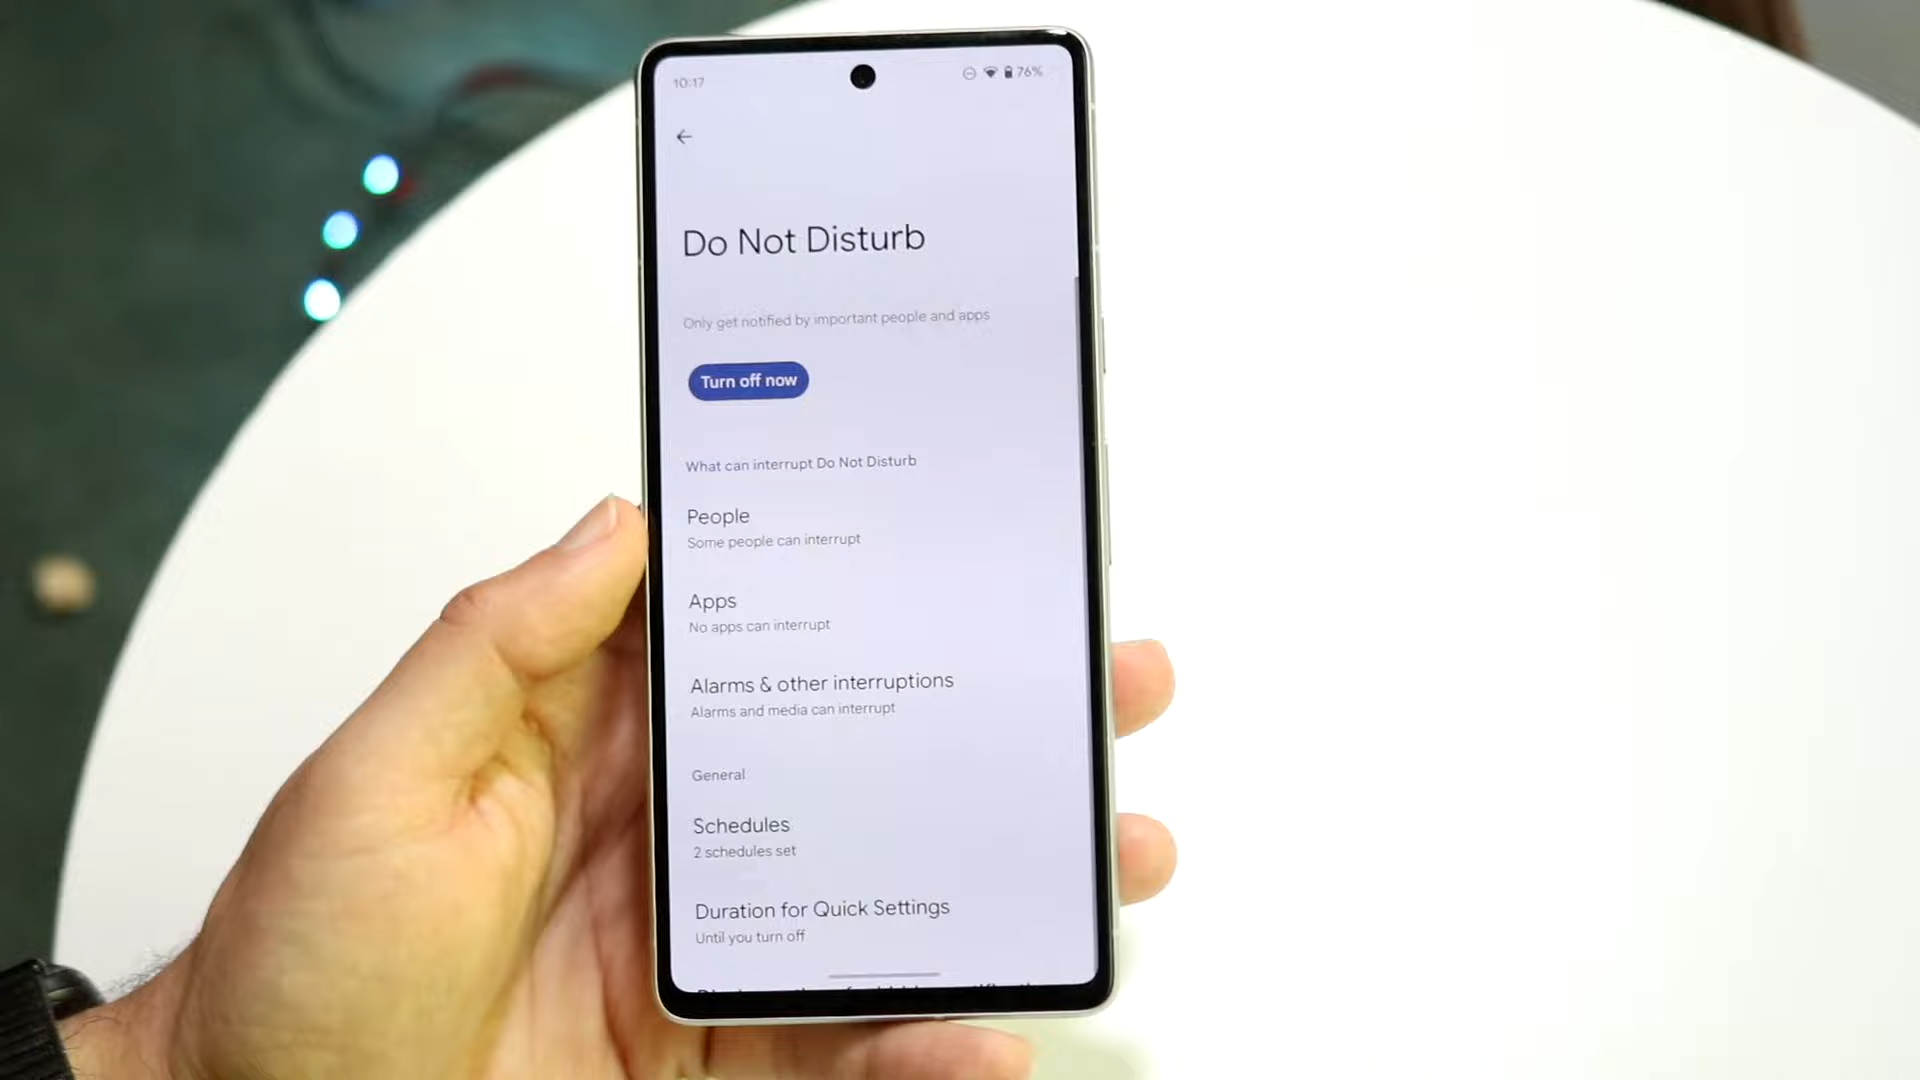 10:17
76%
Do Not Disturb
Only get notified by important people and apps
Turn off now
What can interrupt Do Not Disturb
People
Some people can interrupt
Apps
No apps can interrupt
Alarms & other interruptions
Alarms and media can interrupt
General
Schedules
2 schedules set
Duration for Quick Settings
Until you turn off